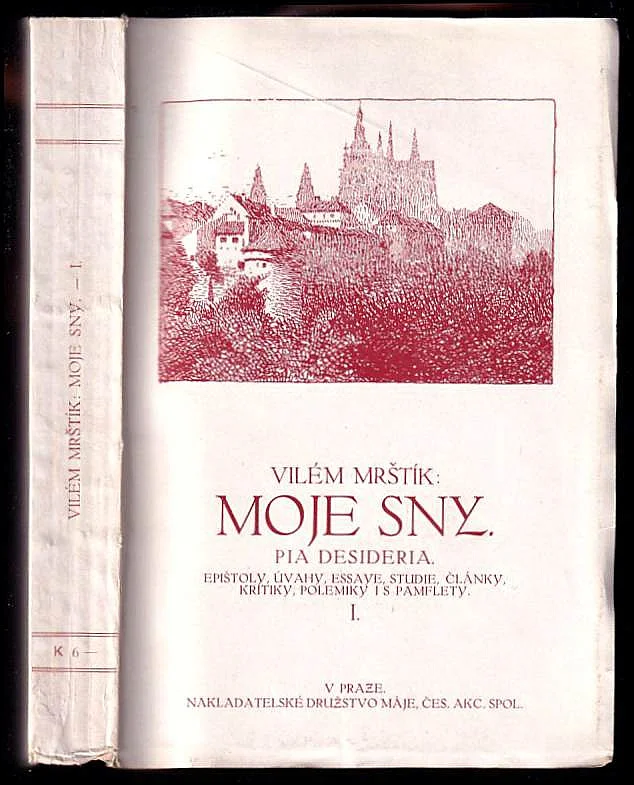 VILÉM MRŠTÍK: MOJE SNY. — I.
K 6—
VILÉM MRŠTÍK:
MOJE SNY.
PIA DESIDERIA.
EPIŠTOLY, ÚVAHY, ESSAYE, STUDIE, ČLÁNKY,
KRITIKY, POLEMIKY I S PAMFLETY.
I.
V PRAZE.
NAKLADATELSKÉ DRUŽSTVO MÁJE, ČES. AKC. SPOL.